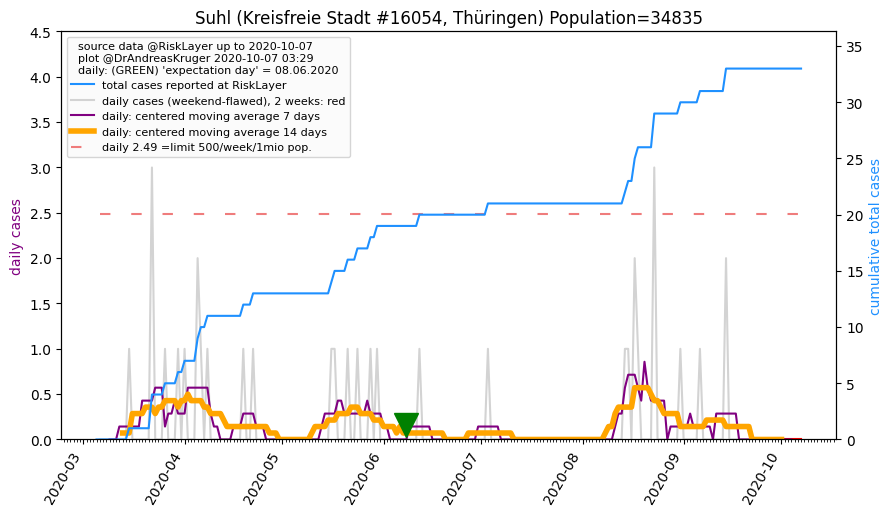 Suhl (Kreisfreie Stadt #16054, Thüringen) Population=34835
source data @RiskLayer up to 2020-10-07
plot @DrAndreasKruger 2020-10-07 03:29
daily: (GREEN) 'expectation day' = 08.06.2020
total cases reported at RiskLayer
daily cases (weekend-flawed), 2 weeks: red
daily: centered moving average 7 days
daily: centered moving average 14 days
daily 2.49 =limit 500/week/1mio pop.
daily cases
4.5
4.0
3.5
3.0
2.5
2.0
1.5
1.0
0.5
0.0
cumulative total cases
35
30
25
20
15
10
5
0
2020-03
2020-04
2020-05
2020-06
2020-07
2020-08
2020-09
2020-10